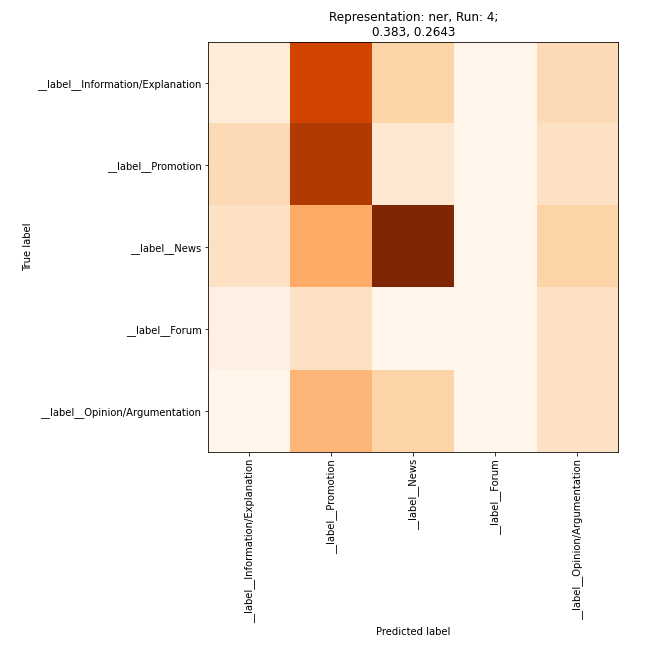 Representation: ner, Run: 4;
0.383, 0.2643
True label
__label__Information/Explanation
__label__Promotion
__label__News
__label__Forum
__label__Opinion/Argumentation
__label__Information/Explanation
__label__Promotion
__label__News
__label__Forum
__label__Opinion/Argumentation
Predicted label